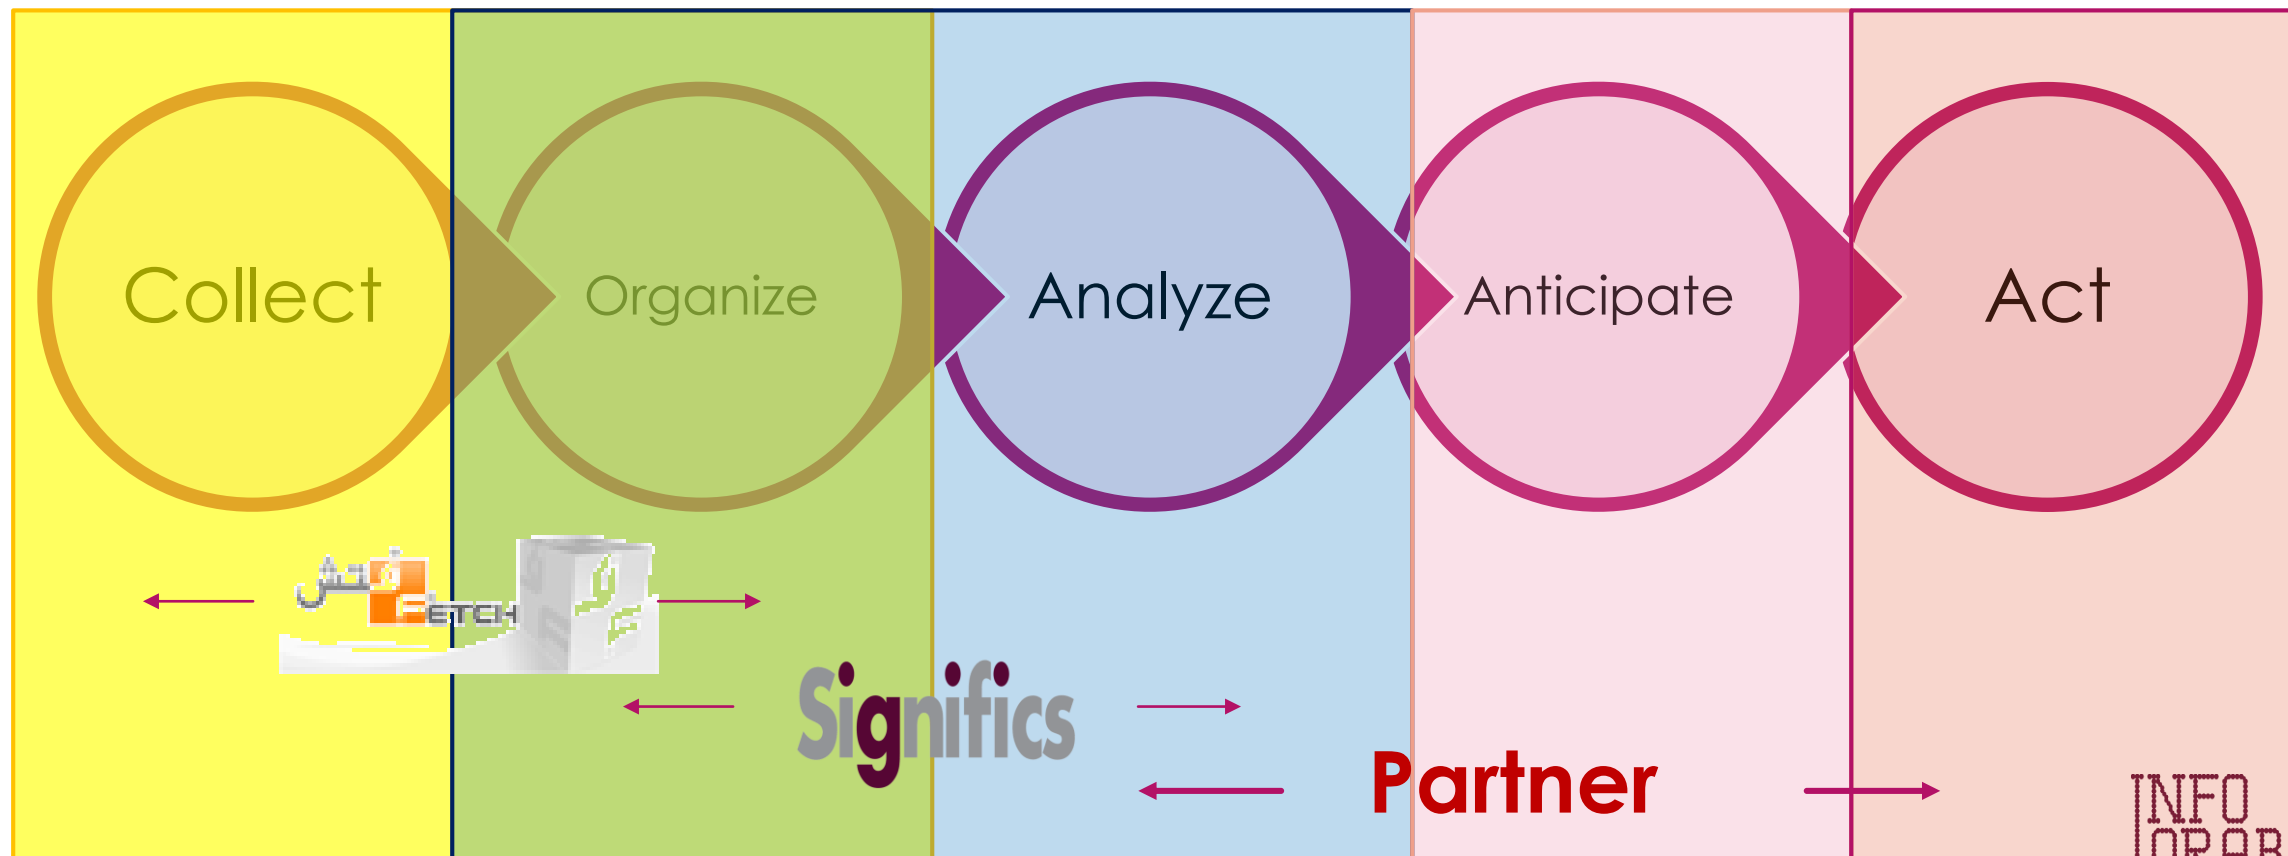 Collect
Organize
Analyze
Anticipate
Act
فتش
FETCH
Significs
Partner
INFO